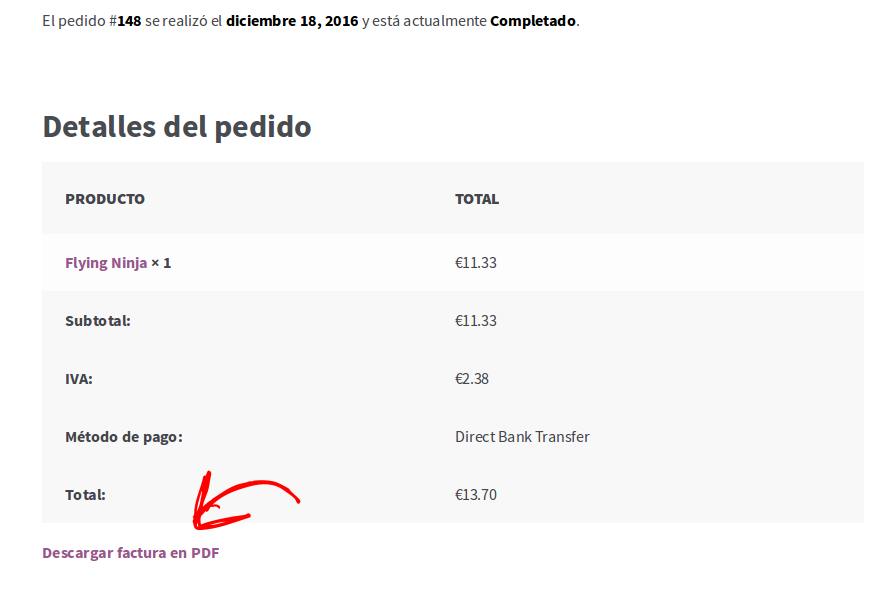 El pedido #148 se realizó el diciembre 18, 2016 y está actualmente Completado.
Detalles del pedido
PRODUCTO TOTAL
Flying Ninja × 1 €11.33
Subtotal: €11.33
IVA: €2.38
Método de pago: Direct Bank Transfer
Total: €13.70
Descargar factura en PDF